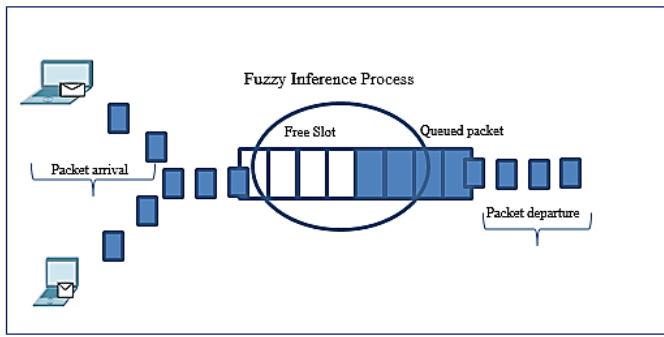 Fuzzy Inference Process
Free Slot
Queued packet
Packet arrival
Packet departure